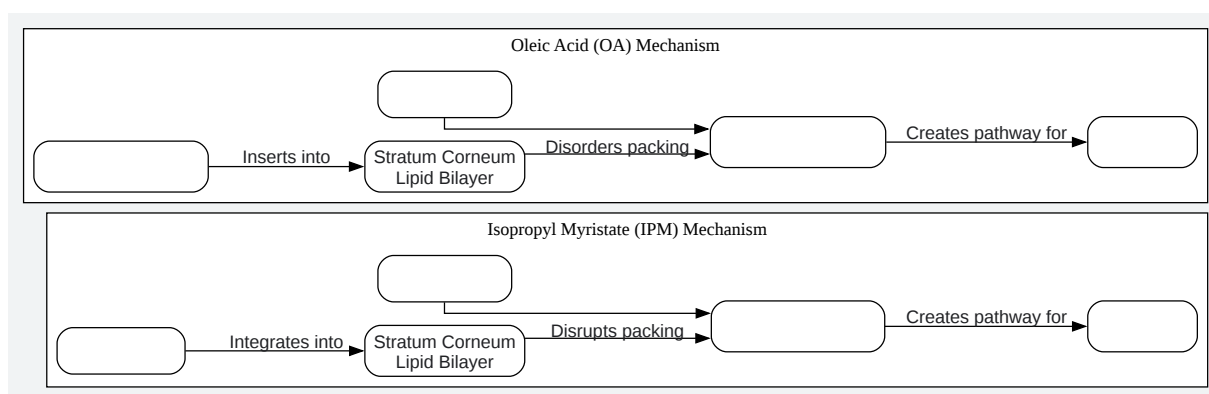 Oleic Acid (OA) Mechanism
Inserts into
Stratum Corneum
Lipid Bilayer
Disorders packing
Creates pathway for
Isopropyl Myristate (IPM) Mechanism
Integrates into
Stratum Corneum
Lipid Bilayer
Disrupts packing
Creates pathway for